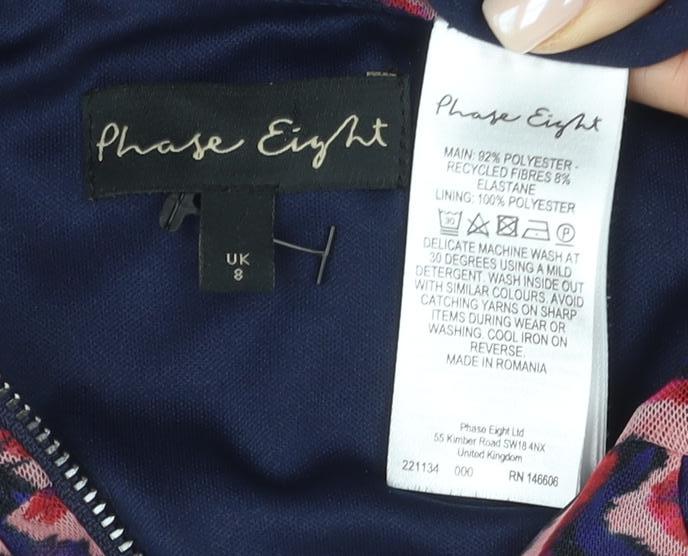 Phase Eight
UK
8
Phase Eight
MAIN: 92% POLYESTER -
RECYCLED FIBRES 8%
ELASTANE
LINING: 100% POLYESTER
30 P
DELICATE MACHINE WASH AT
30 DEGREES USING A MILD
DETERGENT. WASH INSIDE OUT
WITH SIMILAR COLOURS. AVOID
CATCHING YARNS ON SHARP
ITEMS DURING WEAR OR
WASHING. COOL IRON ON
REVERSE.
MADE IN ROMANIA
Phase Eight Ltd
55 Kimber Road SW18 4NX
United Kingdom
221134 000 RN 146606